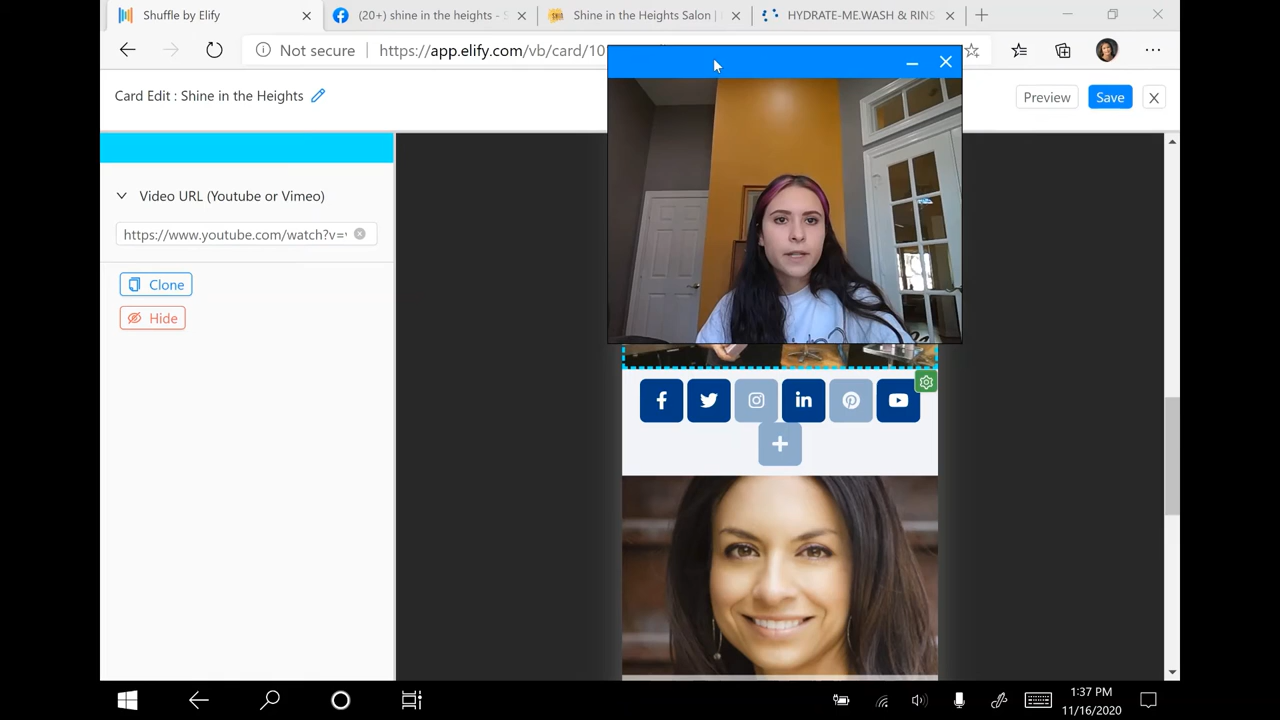 Shuffle by Elify
(20+) shine in the heights - S
Shine in the Heights Salon |
HYDRATE-ME.WASH & RINS
Not secure
https://app.elify.com/vb/card/10
Card Edit : Shine in the Heights
Preview
Save
Video URL (Youtube or Vimeo)
https://www.youtube.com/watch?v=
Clone
Hide
1:37 PM
11/16/2020